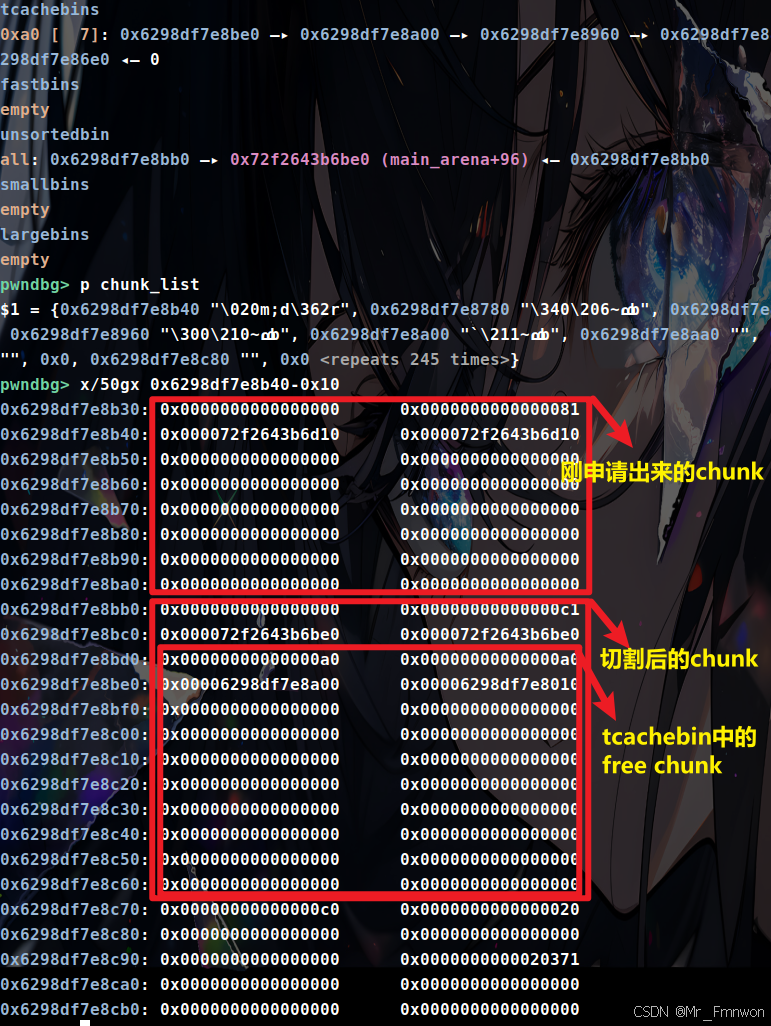 tcachebins
0xa0 [  7]: 0x6298df7e8be0 —▸ 0x6298df7e8a00 —▸ 0x6298df7e8960 —▸ 0x6298df7e8
298df7e86e0 ◂— 0
fastbins
empty
unsortedbin
all: 0x6298df7e8bb0 —▸ 0x72f2643b6be0 (main_arena+96) ◂— 0x6298df7e8bb0
smallbins
empty
largebins
empty
pwndbg> p chunk_list
$1 = {0x6298df7e8b40 "\020m;d\362r", 0x6298df7e8780 "\340\206~", 0x6298df7e
0x6298df7e8960 "\300\210~", 0x6298df7e8a00 "`\211~", 0x6298df7e8aa0 "",
"", 0x0, 0x6298df7e8c80 "", 0x0 <repeats 245 times>}
pwndbg> x/50gx 0x6298df7e8b40-0x10
0x6298df7e8b30: 0x0000000000000000 0x0000000000000081
0x6298df7e8b40: 0x000072f2643b6d10 0x000072f2643b6d10
0x6298df7e8b50: 0x0000000000000000 0x0000000000000000
刚申请出来的chunk
0x6298df7e8b60: 0x0000000000000000 0x0000000000000000
0x6298df7e8b70: 0x0000000000000000 0x0000000000000000
0x6298df7e8b80: 0x0000000000000000 0x0000000000000000
0x6298df7e8b90: 0x0000000000000000 0x0000000000000000
0x6298df7e8ba0: 0x0000000000000000 0x0000000000000000
0x6298df7e8bb0: 0x0000000000000000 0x00000000000000c1
0x6298df7e8bc0: 0x000072f2643b6be0 0x000072f2643b6be0
切割后的chunk
0x6298df7e8bd0: 0x00000000000000a0 0x00000000000000a0
0x6298df7e8be0: 0x00006298df7e8a00 0x00006298df7e8010
0x6298df7e8bf0: 0x0000000000000000 0x0000000000000000
0x6298df7e8c00: 0x0000000000000000 0x0000000000000000
tcachebin中的
free chunk
0x6298df7e8c10: 0x0000000000000000 0x0000000000000000
0x6298df7e8c20: 0x0000000000000000 0x0000000000000000
0x6298df7e8c30: 0x0000000000000000 0x0000000000000000
0x6298df7e8c40: 0x0000000000000000 0x0000000000000000
0x6298df7e8c50: 0x0000000000000000 0x0000000000000000
0x6298df7e8c60: 0x0000000000000000 0x0000000000000000
0x6298df7e8c70: 0x00000000000000c0 0x0000000000000020
0x6298df7e8c80: 0x0000000000000000 0x0000000000000000
0x6298df7e8c90: 0x0000000000000000 0x0000000000020371
0x6298df7e8ca0: 0x0000000000000000 0x0000000000000000
0x6298df7e8cb0: 0x0000000000000000 0x0000000000000000
CSDN @Mr_Fmnwon